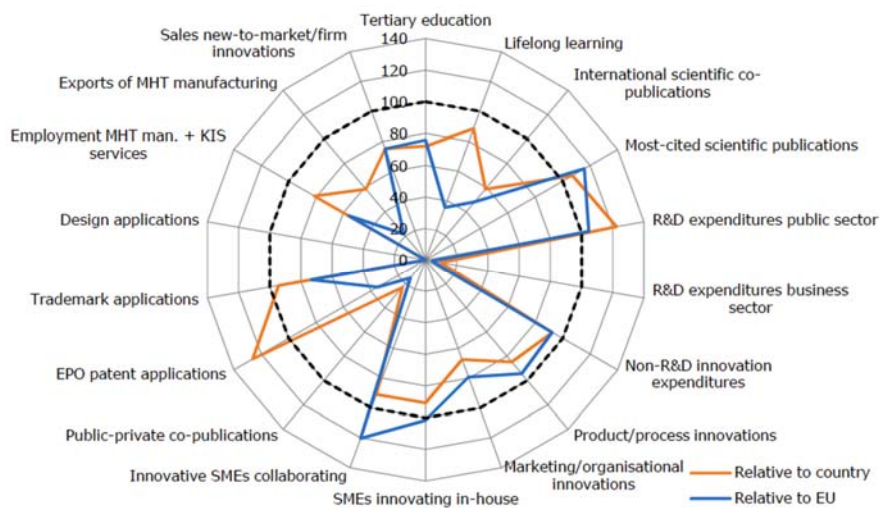 Tertiary education
Sales new-to-market/firm
innovations
Lifelong learning
Exports of MHT manufacturing
International scientific co-
publications
Employment MHT man. + KIS
services
Most-cited scientific publications
Design applications
R&D expenditures public sector
Trademark applications
R&D expenditures business
sector
EPO patent applications
Non-R&D innovation
expenditures
Public-private co-publications
Product/process innovations
Innovative SMEs collaborating
Marketing/organisational
innovations
SMEs innovating in-house
140
120
100
80
60
40
20
0
Relative to country
Relative to EU